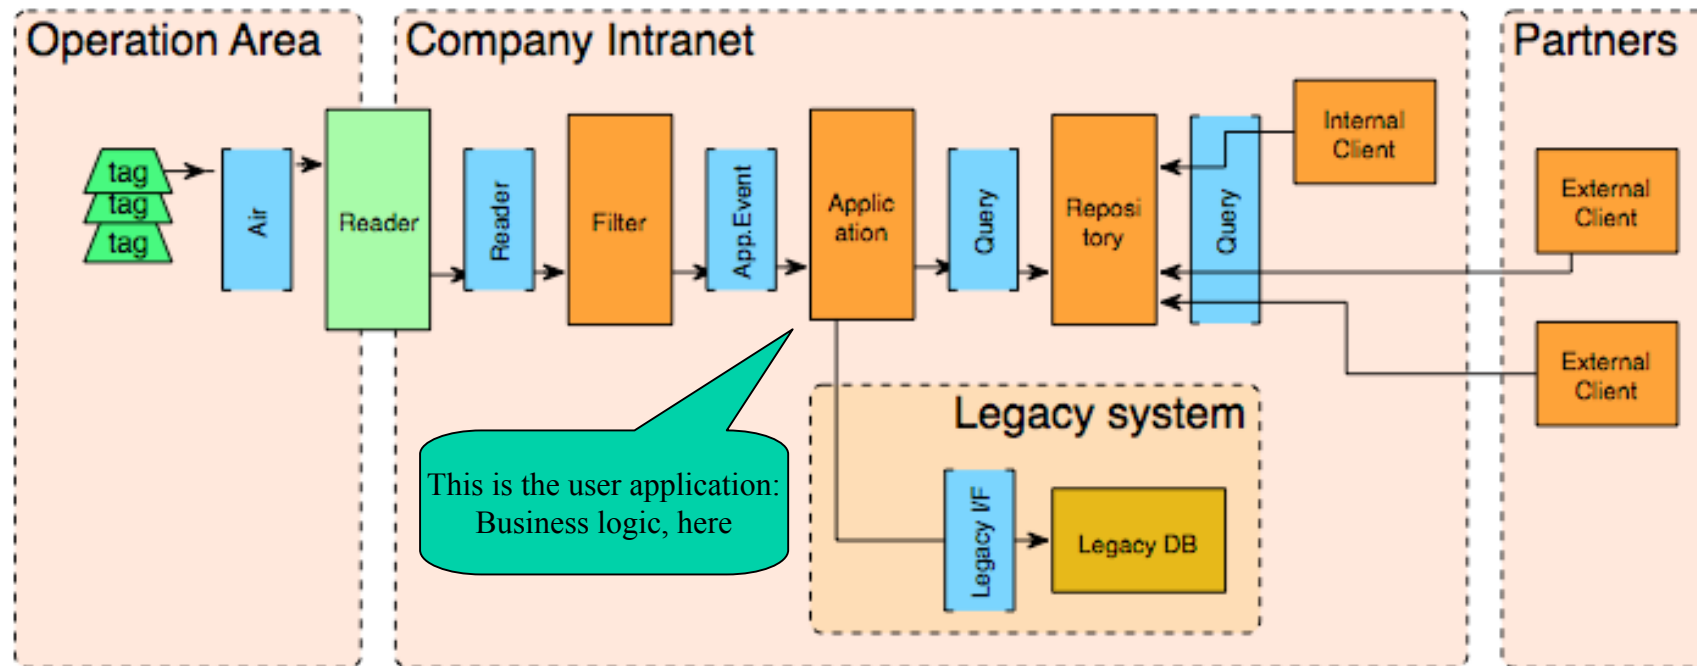 Operation Area
Company Intranet
Partners
tag
tag
tag
Air
Reader
Reader
Filter
App.Event
Applic
ation
Query
Reposi
tory
Query
Internal
Client
External
Client
External
Client
This is the user application:
Business logic, here
Legacy system
Legacy I/F
Legacy DB